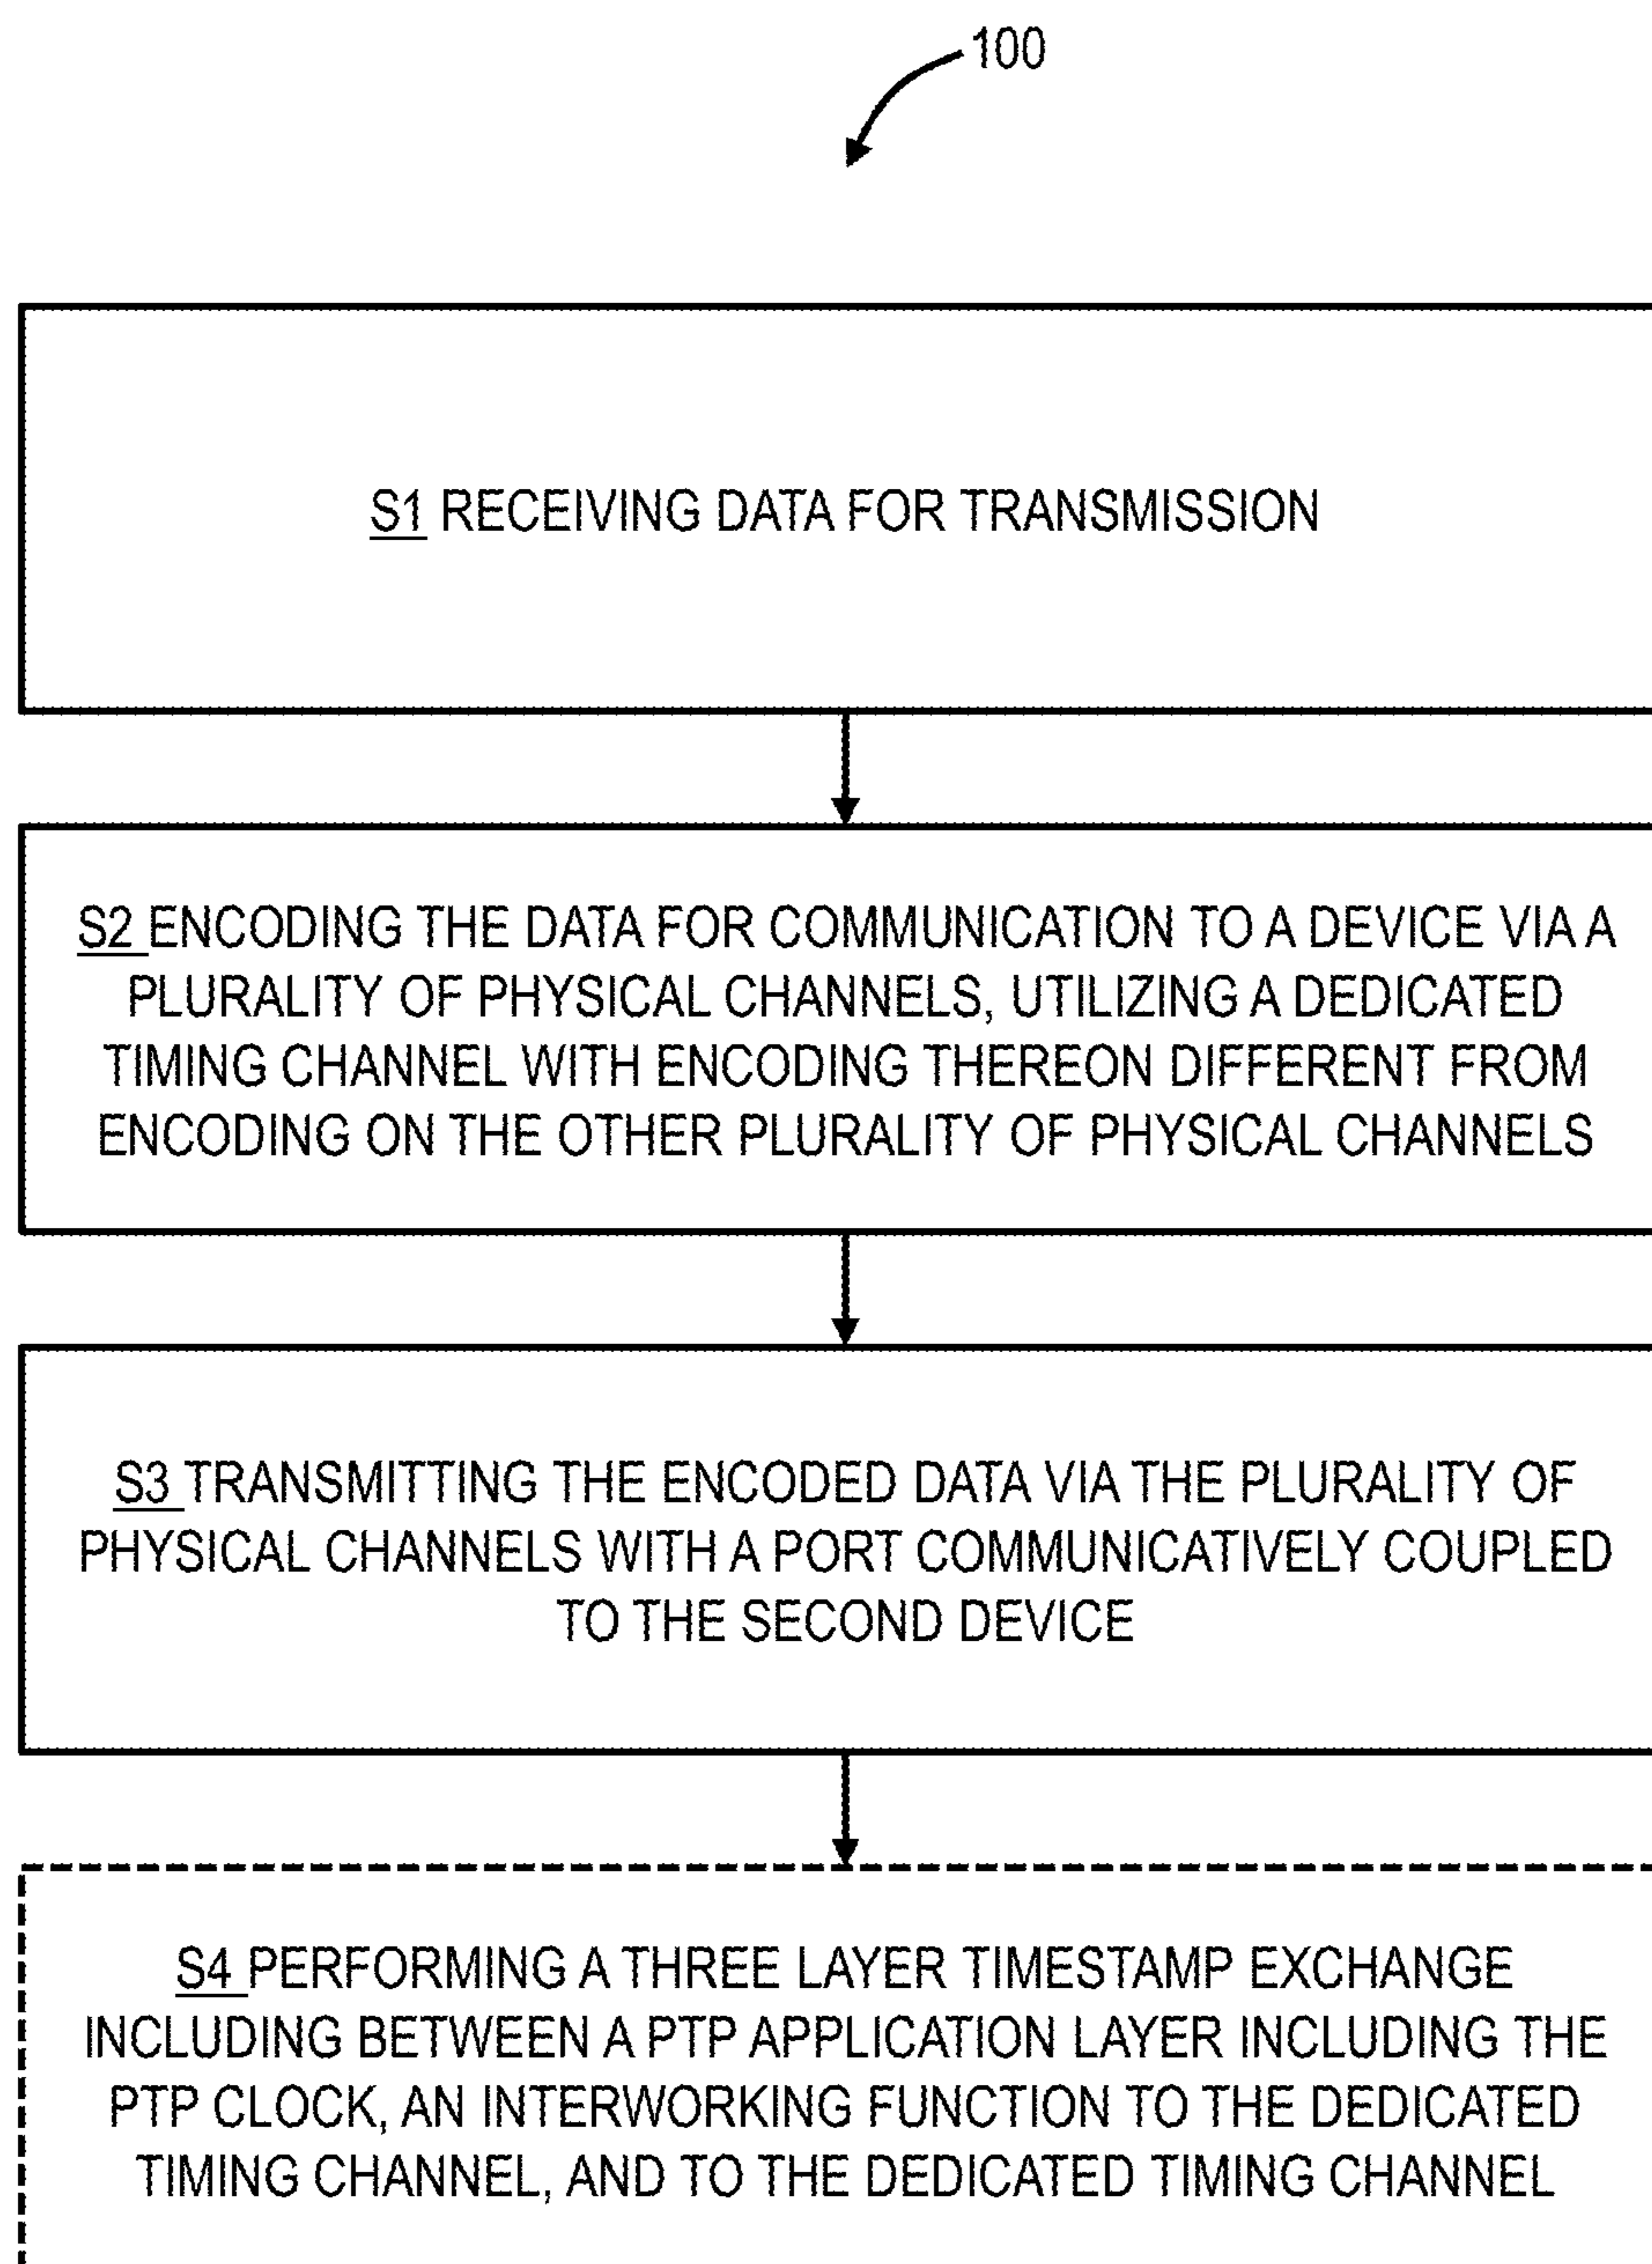 100
S1 RECEIVING DATA FOR TRANSMISSION
S2 ENCODING THE DATA FOR COMMUNICATION TO A DEVICE VIA A
PLURALITY OF PHYSICAL CHANNELS, UTILIZING A DEDICATED
TIMING CHANNEL WITH ENCODING THEREON DIFFERENT FROM
ENCODING ON THE OTHER PLURALITY OF PHYSICAL CHANNELS
S3 TRANSMITTING THE ENCODED DATA VIA THE PLURALITY OF
PHYSICAL CHANNELS WITH A PORT COMMUNICATIVELY COUPLED
TO THE SECOND DEVICE
S4 PERFORMING A THREE LAYER TIMESTAMP EXCHANGE
INCLUDING BETWEEN A PTP APPLICATION LAYER INCLUDING THE
PTP CLOCK, AN INTERWORKING FUNCTION TO THE DEDICATED
TIMING CHANNEL, AND TO THE DEDICATED TIMING CHANNEL